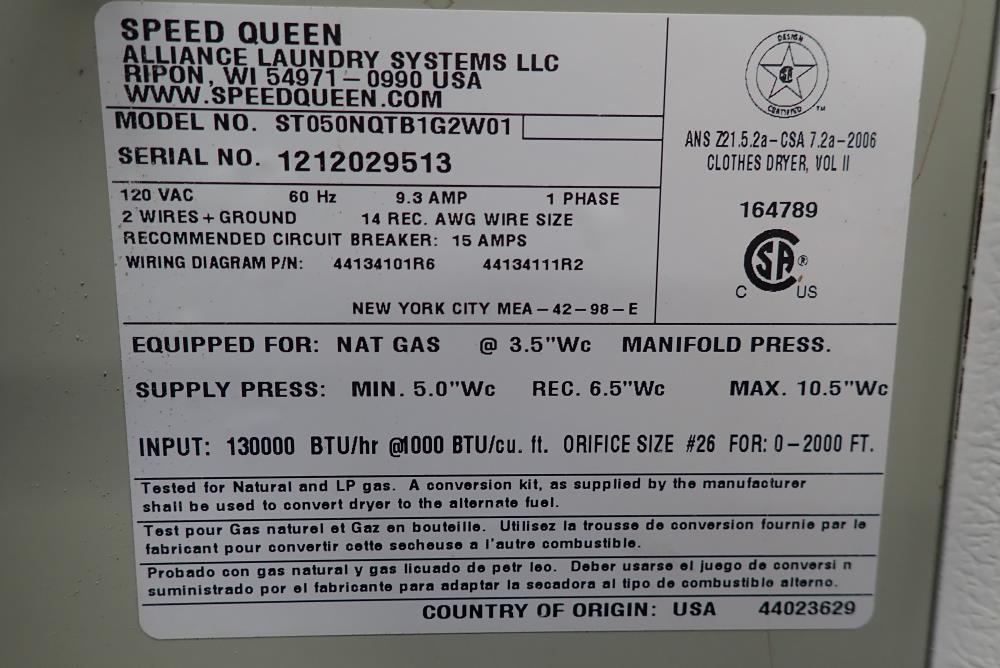 SPEED QUEEN
ALLIANCE LAUNDRY SYSTEMS LLC
RIPON, WI 54971-0990 USA
WWW.SPEEDQUEEN.COM
MODEL NO. ST050NQTB1G2W01
SERIAL NO. 1212029513
120 VAC 60 Hz 9.3 AMP 1 PHASE
2 WIRES + GROUND 14 REC. AWG WIRE SIZE
RECOMMENDED CIRCUIT BREAKER: 15 AMPS
WIRING DIAGRAM P/N: 44134101R6 44134111R2
NEW YORK CITY MEA-42-98-E
DESIGN
SA
CERTIFIED TM
ANS Z21.5.2a-CSA 7.2a-2006
CLOTHES DRYER, VOL II
164789
SA ®
C US
EQUIPPED FOR: NAT GAS @ 3.5"Wc MANIFOLD PRESS.
SUPPLY PRESS: MIN. 5.0"Wc REC. 6.5"Wc MAX. 10.5"Wc
INPUT: 130000 BTU/hr @1000 BTU/cu. ft. ORIFICE SIZE #26 FOR: 0-2000 FT.
Tested for Natural and LP gas. A conversion kit, as supplied by the manufacturer
shall be used to convert dryer to the alternate fuel.
Test pour Gas naturel et Gaz en bouteille. Utilisez la trousse de conversion fournie par le
fabricant pour convertir cette secheuse a l'autre combustible.
Probado con gas natural y gas licuado de petr leo. Deber usarse el juego de conversi n
suministrado por el fabricante para adaptar la secadora al tipo de combustible alterno.
COUNTRY OF ORIGIN: USA 44023629